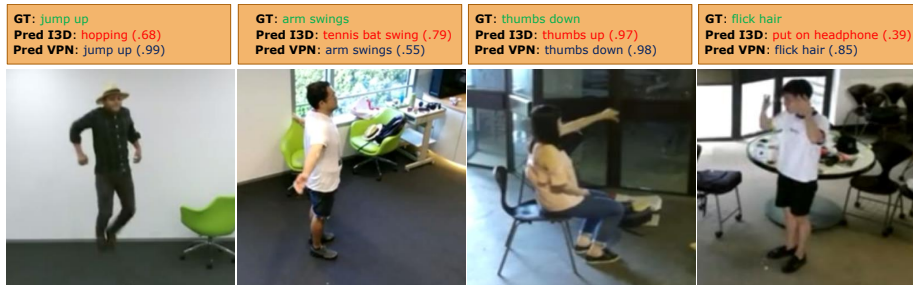 GT: jump up
Pred I3D: hopping (.68)
Pred VPN: jump up (.99)
GT: arm swings
Pred I3D: tennis bat swing (.79)
Pred VPN: arm swings (.55)
GT: thumbs down
Pred I3D: thumbs up (.97)
Pred VPN: thumbs down (.98)
GT: flick hair
Pred I3D: put on headphone (.39)
Pred VPN: flick hair (.85)